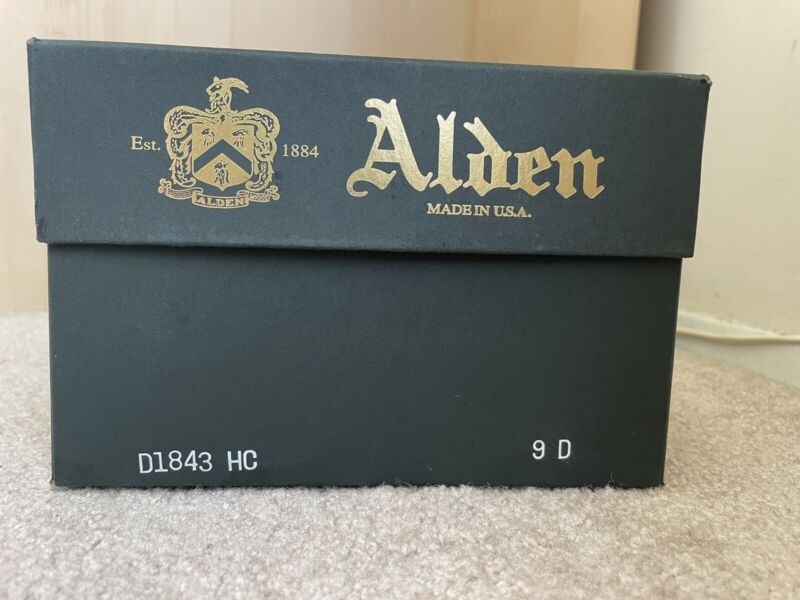 Est. 1884
ALDEN
Alden
MADE IN U.S.A.
D1843 HC
9 D